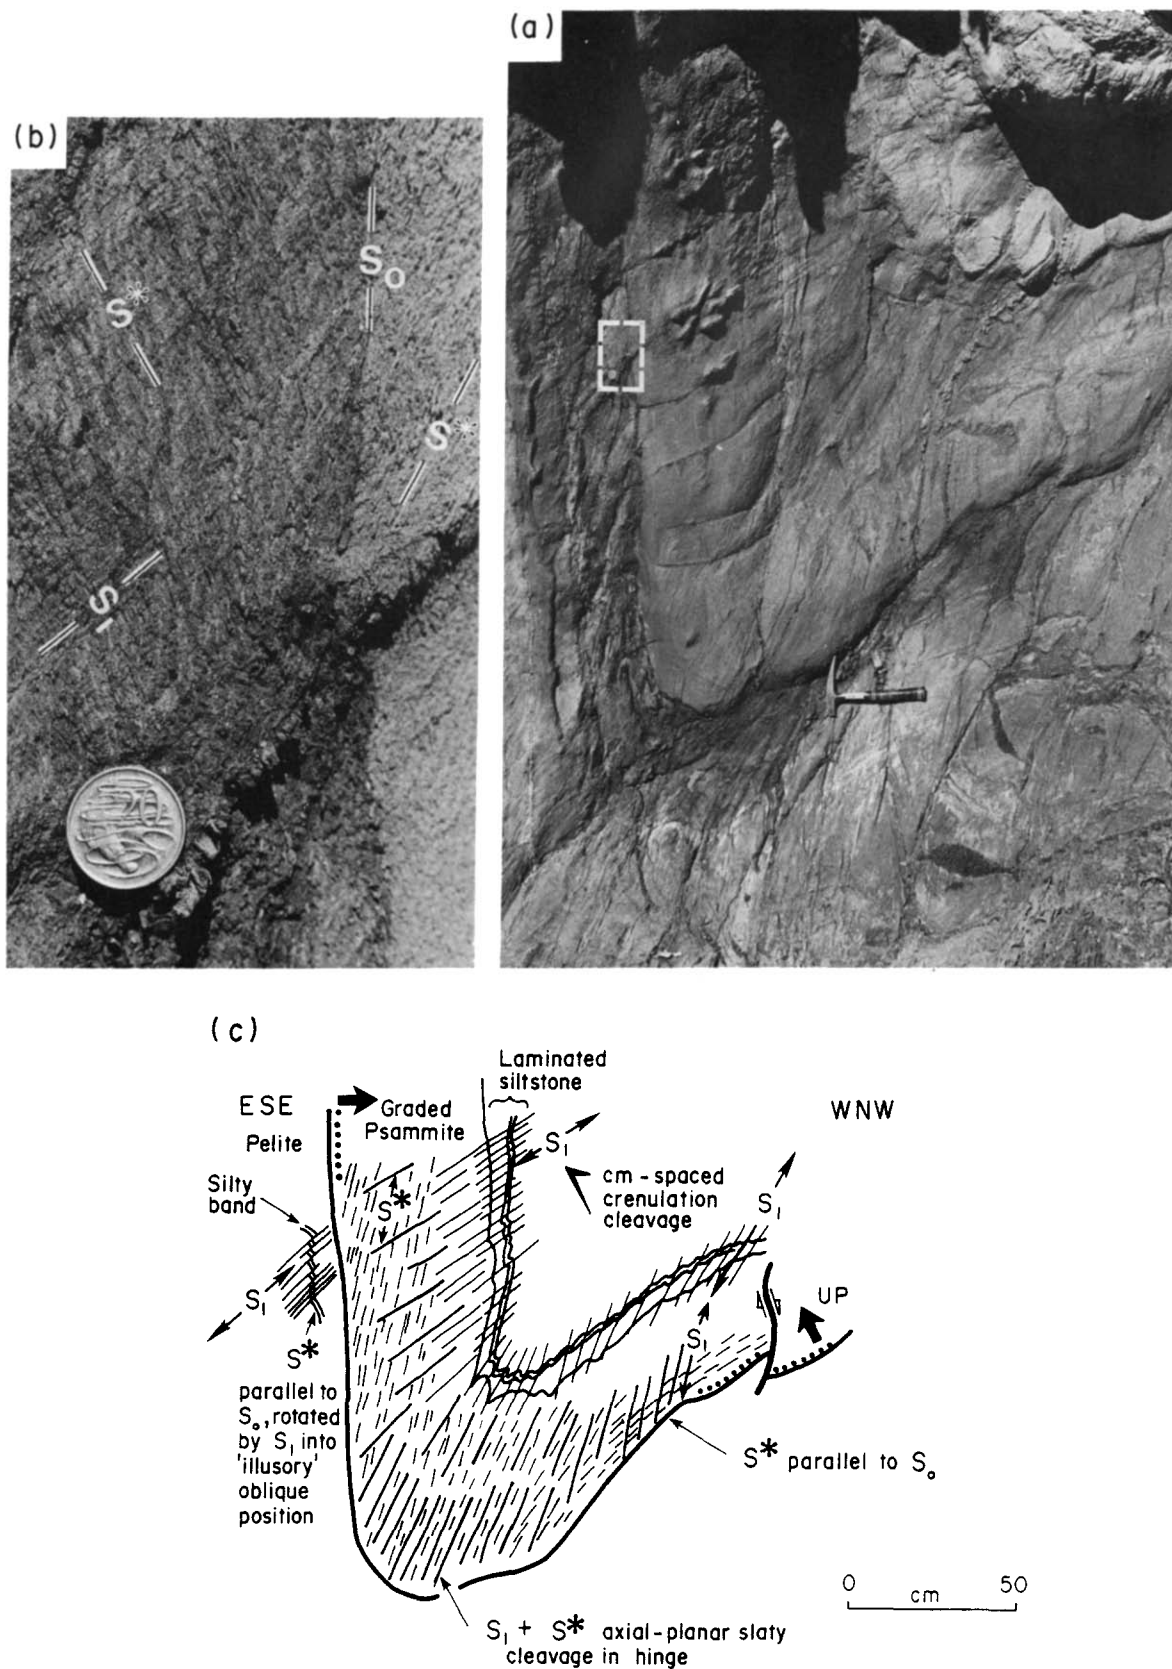 (a)
(b)
S*
S₀
S*
S₁
20
(c)
ESE
Pelite
Graded
Psammite
Laminated
siltstone
WNW
Silty
band
S*
S₁
cm-spaced
crenulation
cleavage
S₁
S₁
S*
UP
S₁
parallel to
S₀, rotated
by S₁ into
'illusory'
oblique
position
S* parallel to S₀
0 50
cm
S₁ + S* axial-planar slaty
cleavage in hinge